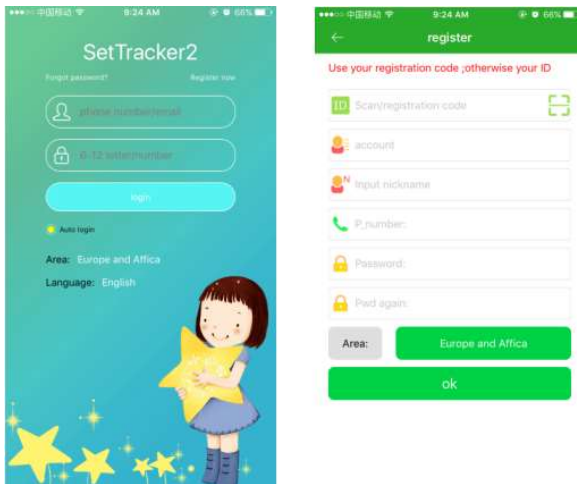 中国移动 9:24 AM 66%
SetTracker2
Forgot password? Register now
phone number/email
6-12 letter/number
login
Auto login
Area: Europe and Affica
Language: English
中国移动 9:24 AM 66%
register
Use your registration code ;otherwise your ID
ID Scan/registration code
account
N Input nickname
P_number:
Password:
Pwd again:
Area: Europe and Affica
ok